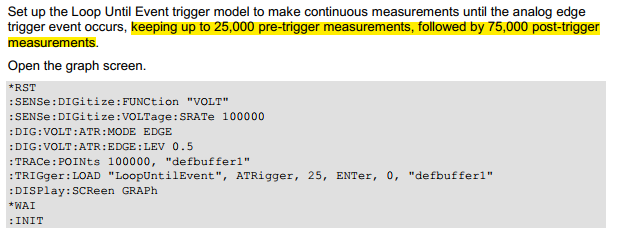 Set up the Loop Until Event trigger model to make continuous measurements until the analog edge
trigger event occurs, keeping up to 25,000 pre-trigger measurements, followed by 75,000 post-trigger
measurements.
Open the graph screen.
*RST
:SENSe:DIGitize:FUNCtion "VOLT"
:SENSe:DIGitize:VOLTage:SRATe 100000
:DIG:VOLT:ATR:MODE EDGE
:DIG:VOLT:ATR:EDGE:LEV 0.5
:TRACe:POINts 100000, "defbuffer1"
:TRIGger:LOAD "LoopUntilEvent", ATRigger, 25, ENTer, 0, "defbuffer1"
:DISPlay:SCReen GRAPh
*WAI
:INIT